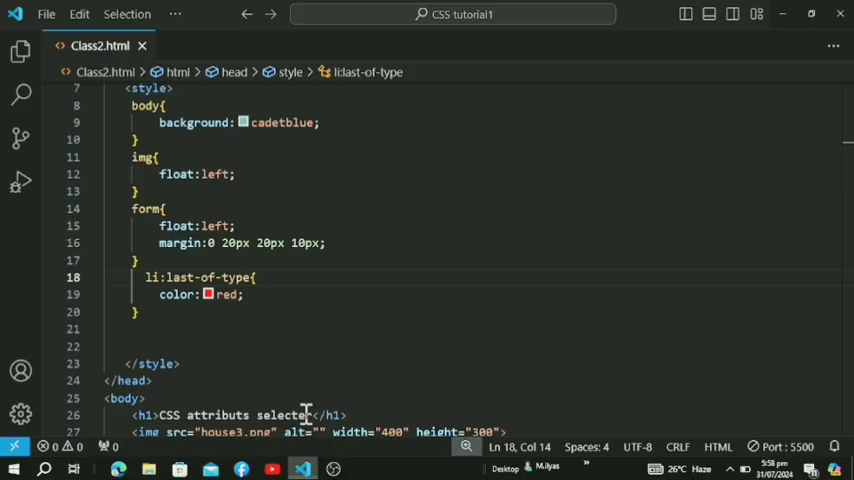 File Edit Selection ··· CSS tutorial1
Class2.html
Class2.html > html > head > style > li:last-of-type
7 <style>
8 body{
9 background: cadetblue;
10 }
11 img{
12 float:left;
13 }
14 form{
15 float:left;
16 margin:0 20px 20px 10px;
17 }
18 li:last-of-type{
19 color: red;
20 }
21
22
23 </style>
24 </head>
25 <body>
26 <h1>CSS attributs selecter</h1>
27 <img src="house3.png" alt="" width="400" height="300">
0 0 0 Ln 18, Col 14 Spaces: 4 UTF-8 CRLF HTML Port : 5500
Desktop M.ilyas » 26°C Haze 5:58 pm
31/07/2024